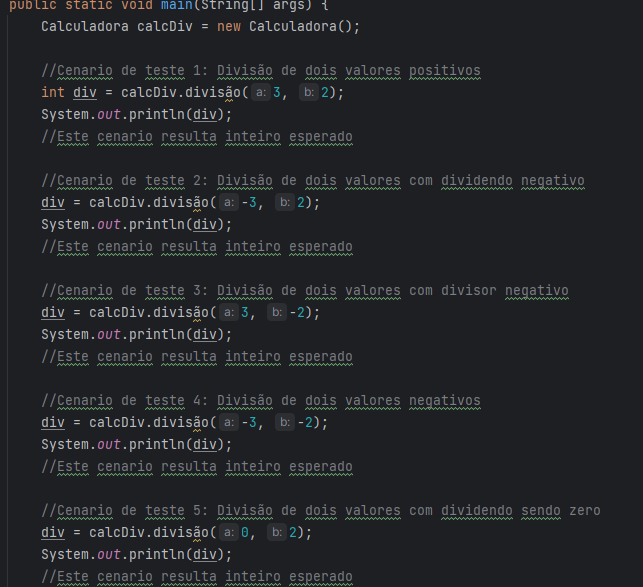 public static void main(String[] args) {
Calculadora calcDiv = new Calculadora();
//Cenario de teste 1: Divisão de dois valores positivos
int div = calcDiv.divisão( a: 3, b: 2);
System.out.println(div);
//Este cenario resulta inteiro esperado
//Cenario de teste 2: Divisão de dois valores com dividendo negativo
div = calcDiv.divisão( a: -3, b: 2);
System.out.println(div);
//Este cenario resulta inteiro esperado
//Cenario de teste 3: Divisão de dois valores com divisor negativo
div = calcDiv.divisão( a: 3, b: -2);
System.out.println(div);
//Este cenario resulta inteiro esperado
//Cenario de teste 4: Divisão de dois valores negativos
div = calcDiv.divisão( a: -3, b: -2);
System.out.println(div);
//Este cenario resulta inteiro esperado
//Cenario de teste 5: Divisão de dois valores com dividendo sendo zero
div = calcDiv.divisão( a: 0, b: 2);
System.out.println(div);
//Este cenario resulta inteiro esperado